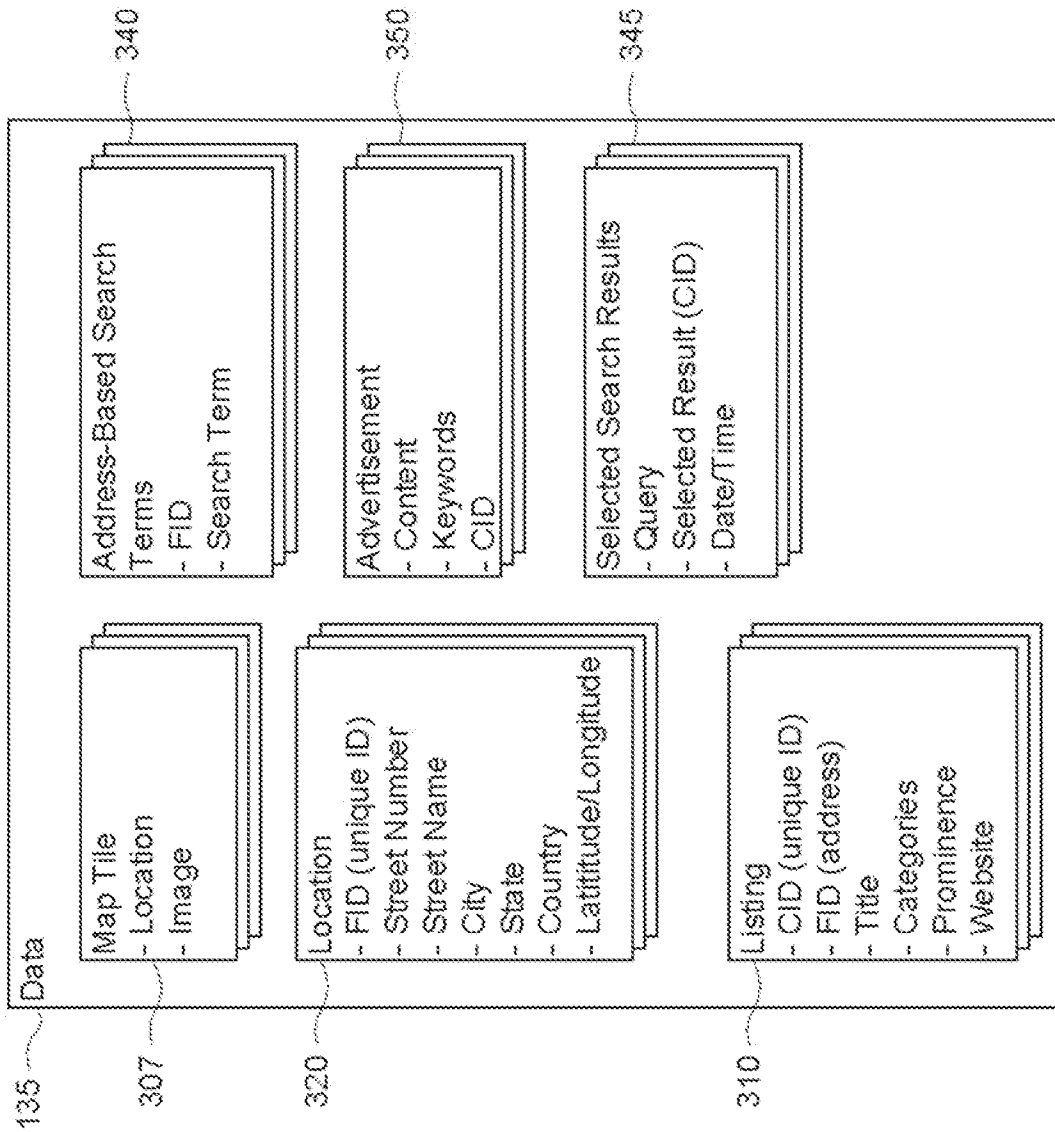 135
Data
307
Map Tile
- Location
- Image
320
Location
- FID (unique ID)
- Street Number
- Street Name
- City
- State
- Country
- Latititude/Longitude
310
Listing
- CID (unique ID)
- FID (address)
- Title
- Categories
- Prominence
- Website
340
Address-Based Search
Terms
- FID
- Search Term
350
Advertisement
- Content
- Keywords
- CID
345
Selected Search Results
- Query
- Selected Result (CID)
- Date/Time